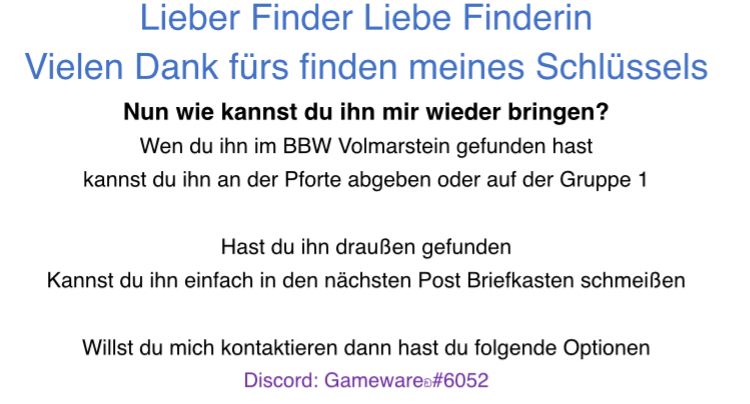 Lieber Finder Liebe Finderin
Vielen Dank fürs finden meines Schlüssels
Nun wie kannst du ihn mir wieder bringen?
Wen du ihn im BBW Volmarstein gefunden hast
kannst du ihn an der Pforte abgeben oder auf der Gruppe 1
Hast du ihn draußen gefunden
Kannst du ihn einfach in den nächsten Post Briefkasten schmeißen
Willst du mich kontaktieren dann hast du folgende Optionen
Discord: Gameware#6052